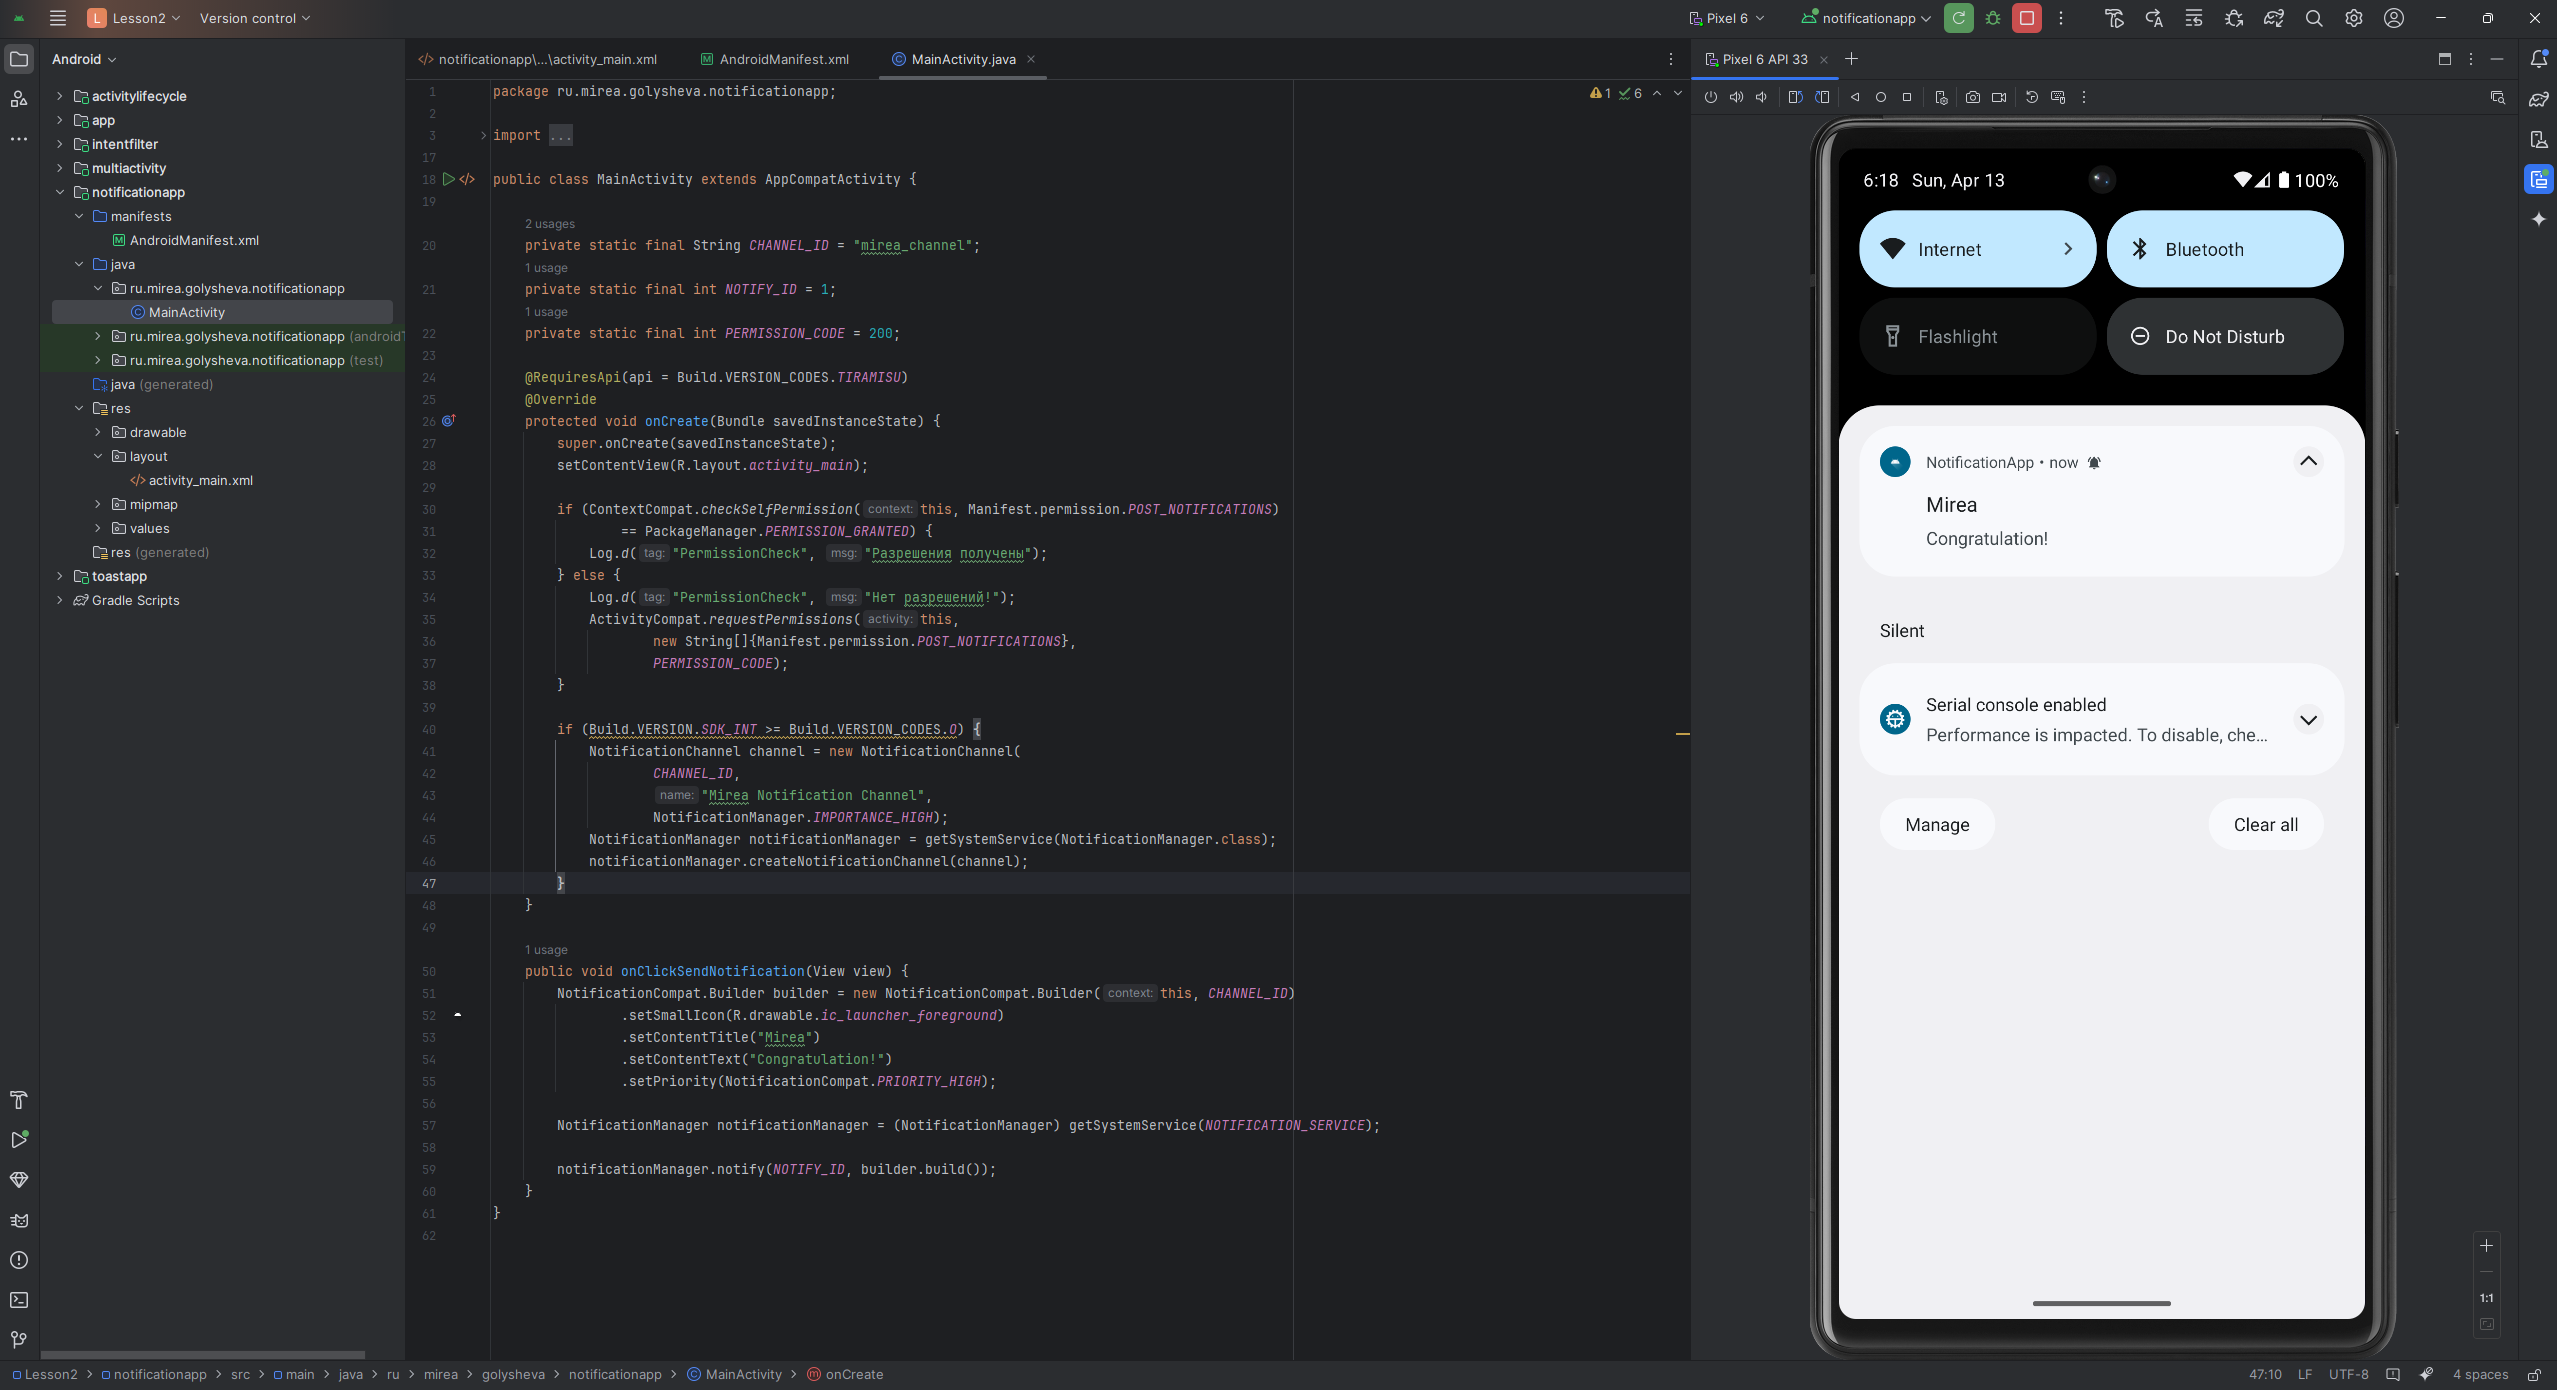 L Lesson2 Version control Pixel 6 notificationapp
Android
activitylifecycle
app
intentfilter
multiactivity
notificationapp
manifests
AndroidManifest.xml
java
ru.mirea.golysheva.notificationapp
MainActivity
ru.mirea.golysheva.notificationapp (androidT
ru.mirea.golysheva.notificationapp (test)
java (generated)
res
drawable
layout
activity_main.xml
mipmap
values
res (generated)
toastapp
Gradle Scripts
notificationapp\...\activity_main.xml AndroidManifest.xml MainActivity.java
1 6
1 package ru.mirea.golysheva.notificationapp;
2
3 import ...
17
18 public class MainActivity extends AppCompatActivity {
19
2 usages
20 private static final String CHANNEL_ID = "mirea_channel";
1 usage
21 private static final int NOTIFY_ID = 1;
1 usage
22 private static final int PERMISSION_CODE = 200;
23
24 @RequiresApi(api = Build.VERSION_CODES.TIRAMISU)
25 @Override
26 protected void onCreate(Bundle savedInstanceState) {
27 super.onCreate(savedInstanceState);
28 setContentView(R.layout.activity_main);
29
30 if (ContextCompat.checkSelfPermission( context: this, Manifest.permission.POST_NOTIFICATIONS)
31 == PackageManager.PERMISSION_GRANTED) {
32 Log.d( tag: "PermissionCheck", msg: "Разрешения получены");
33 } else {
34 Log.d( tag: "PermissionCheck", msg: "Нет разрешений!");
35 ActivityCompat.requestPermissions( activity: this,
36 new String[]{Manifest.permission.POST_NOTIFICATIONS},
37 PERMISSION_CODE);
38 }
39
40 if (Build.VERSION.SDK_INT >= Build.VERSION_CODES.O) {
41 NotificationChannel channel = new NotificationChannel(
42 CHANNEL_ID,
43 name: "Mirea Notification Channel",
44 NotificationManager.IMPORTANCE_HIGH);
45 NotificationManager notificationManager = getSystemService(NotificationManager.class);
46 notificationManager.createNotificationChannel(channel);
47 }
48 }
49
1 usage
50 public void onClickSendNotification(View view) {
51 NotificationCompat.Builder builder = new NotificationCompat.Builder( context: this, CHANNEL_ID)
52 .setSmallIcon(R.drawable.ic_launcher_foreground)
53 .setContentTitle("Mirea")
54 .setContentText("Congratulation!")
55 .setPriority(NotificationCompat.PRIORITY_HIGH);
56
57 NotificationManager notificationManager = (NotificationManager) getSystemService(NOTIFICATION_SERVICE);
58
59 notificationManager.notify(NOTIFY_ID, builder.build());
60 }
61 }
62
Pixel 6 API 33
6:18 Sun, Apr 13 100%
Internet Bluetooth
Flashlight Do Not Disturb
NotificationApp • now
Mirea
Congratulation!
Silent
Serial console enabled
Performance is impacted. To disable, che...
Manage Clear all
1:1
Lesson2 > notificationapp > src > main > java > ru > mirea > golysheva > notificationapp > MainActivity > onCreate
47:10 LF UTF-8 4 spaces